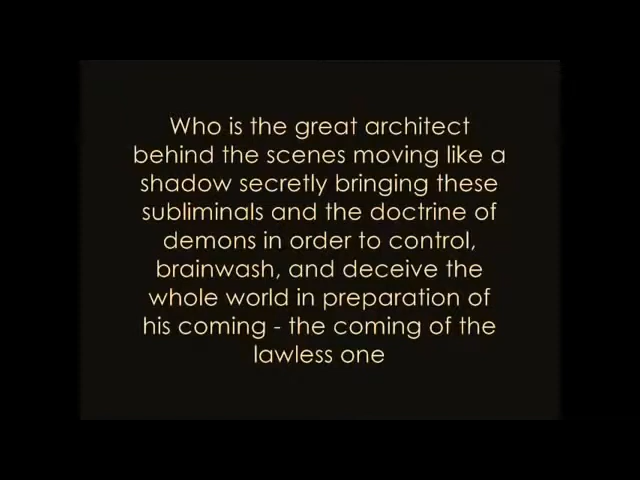 Who is the great architect
behind the scenes moving like a
shadow secretly bringing these
subliminals and the doctrine of
demons in order to control,
brainwash, and deceive the
whole world in preparation of
his coming - the coming of the
lawless one